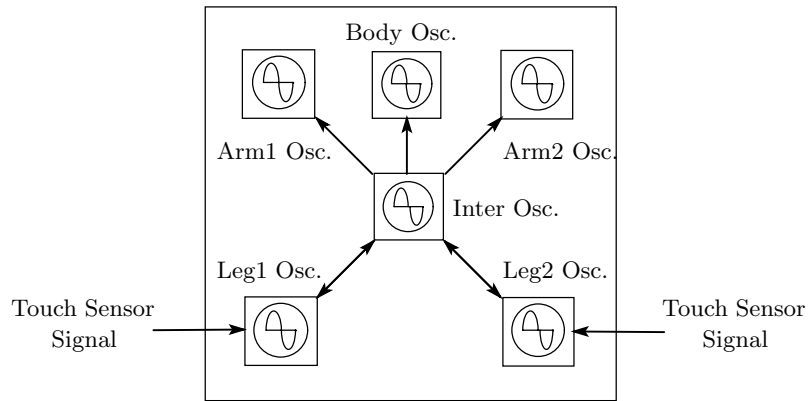 Body Osc.
Arm1 Osc.
Arm2 Osc.
Inter Osc.
Leg1 Osc.
Leg2 Osc.
Touch Sensor
Signal
Touch Sensor
Signal